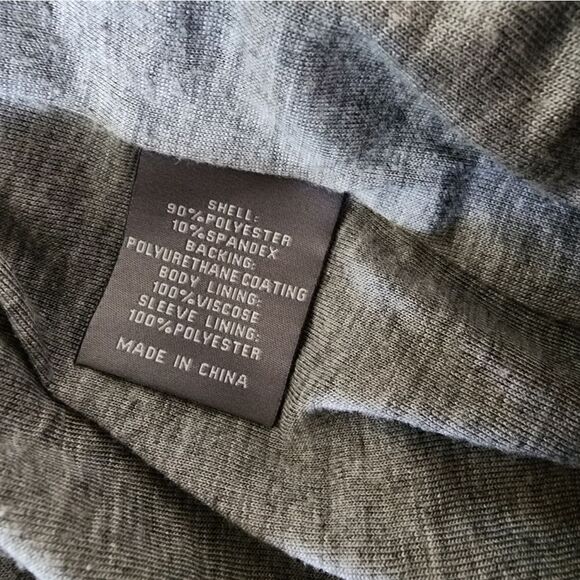 SHELL:
90%POLYESTER
10%SPANDEX
BACKING:
POLYURETHANE COATING
BODY LINING:
100%VISCOSE
SLEEVE LINING:
100%POLYESTER
MADE IN CHINA